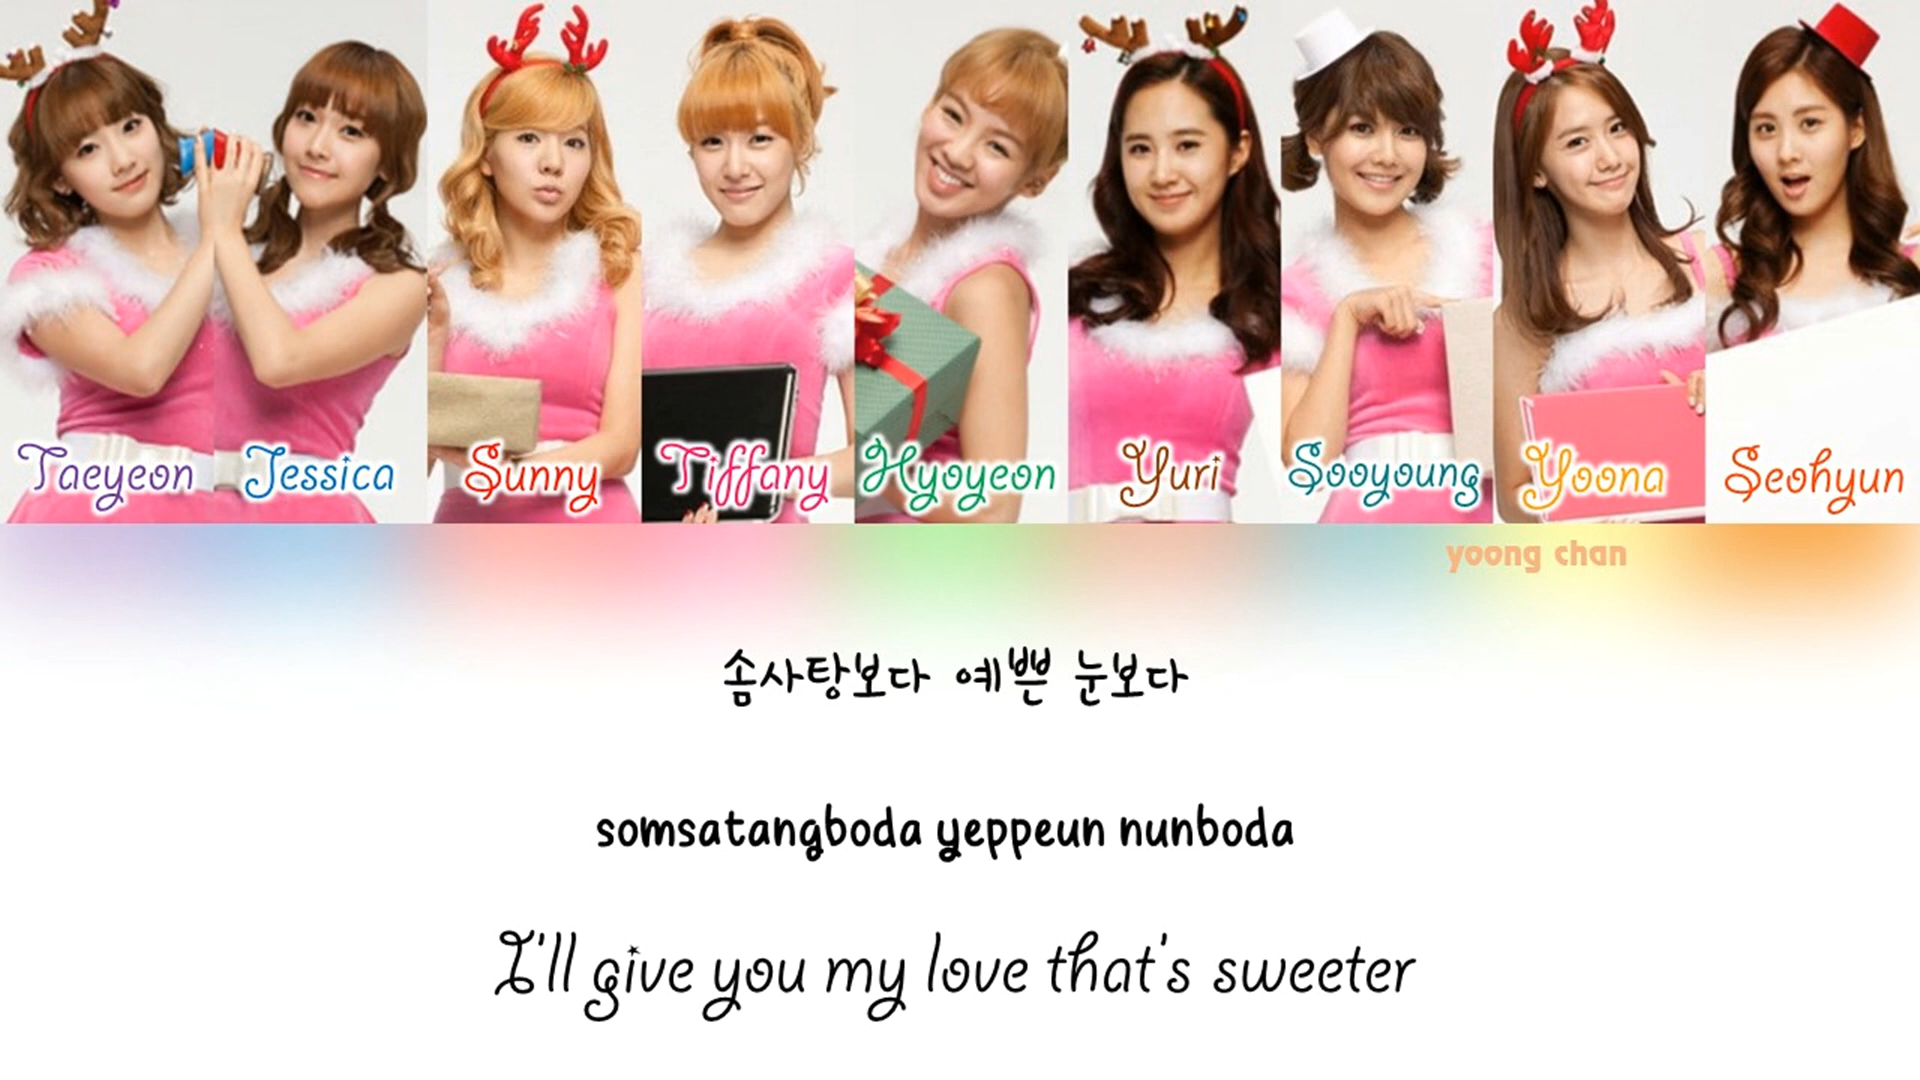 Taeyeon Jessica Sunny Tiffany Hyoyeon Yuri Sooyoung Yoona Seohyun
yoong chan
솜사탕보다 예쁜 눈보다
somsatangboda yeppeun nunboda
I'll give you my love that's sweeter